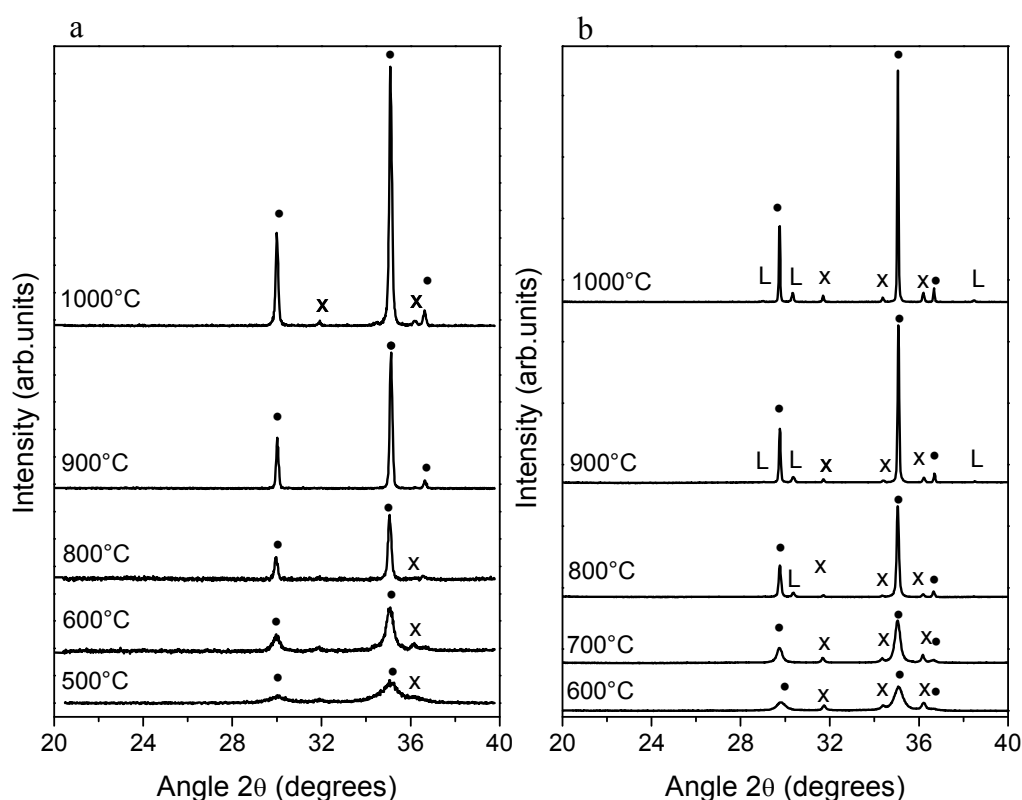 a
1000°C
x
x
900°C
800°C
x
600°C
x
500°C
x
20 24 28 32 36 40
Angle 2θ (degrees)
Intensity (arb.units)
b
1000°C
L L x x x L
900°C
L L x x x L
800°C
L x x x
700°C
x x x
600°C
x x x
20 24 28 32 36 40
Angle 2θ (degrees)
Intensity (arb.units)